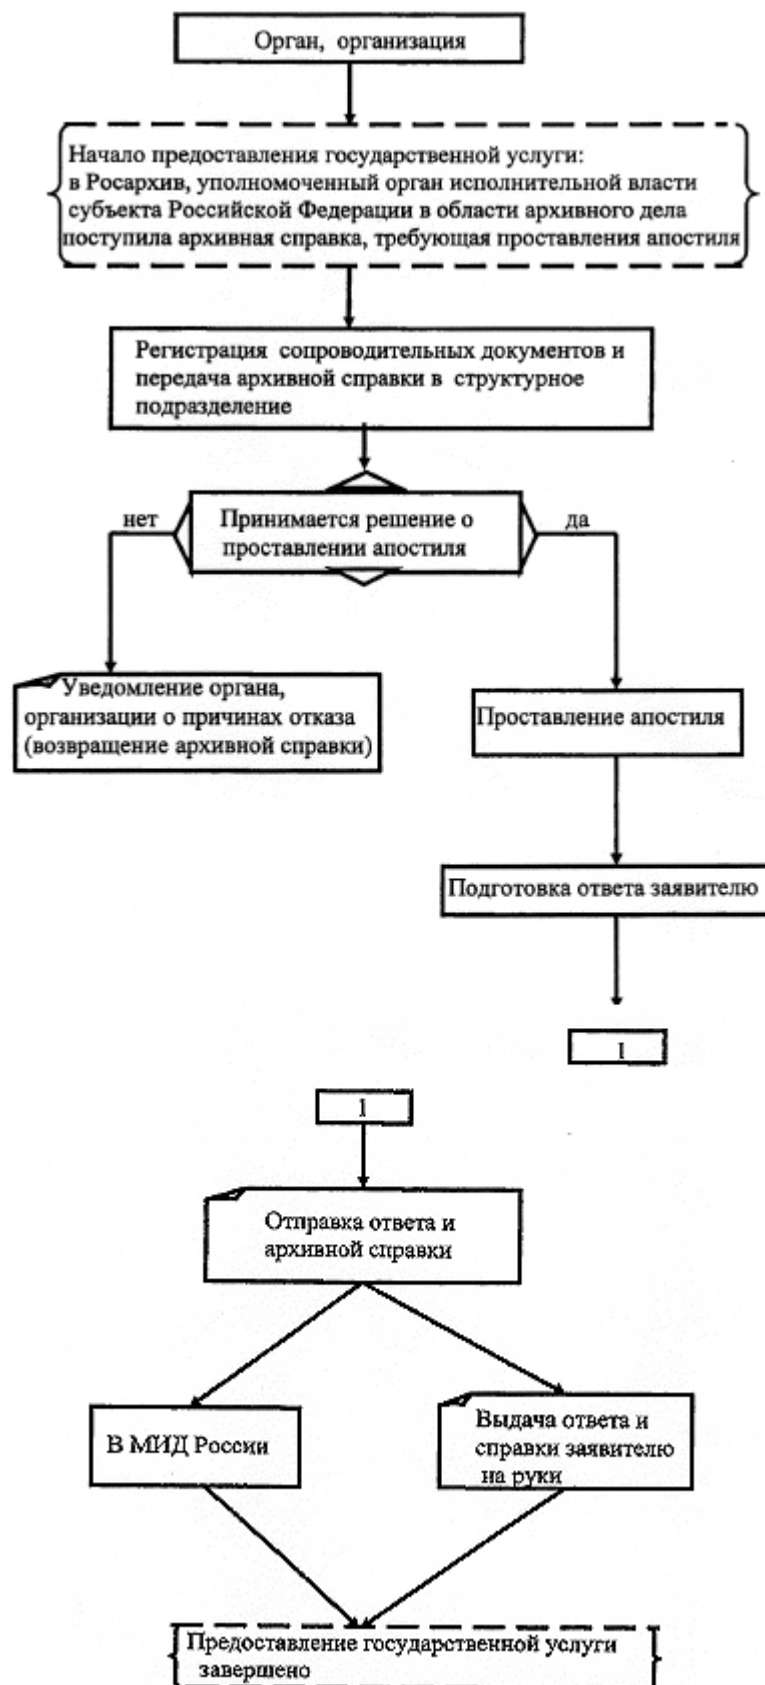 Орган, организация
Начало предоставления государственной услуги:
в Росархив, уполномоченный орган исполнительной власти
субъекта Российской Федерации в области архивного дела
поступила архивная справка, требующая проставления апостиля
Регистрация сопроводительных документов и
передача архивной справки в структурное
подразделение
нет
Принимается решение о
проставлении апостиля
да
Уведомление органа,
организации о причинах отказа
(возвращение архивной справки)
Проставление апостиля
Подготовка ответа заявителю
1
1
Отправка ответа и
архивной справки
В МИД России
Выдача ответа и
справки заявителю
на руки
Предоставление государственной услуги
завершено